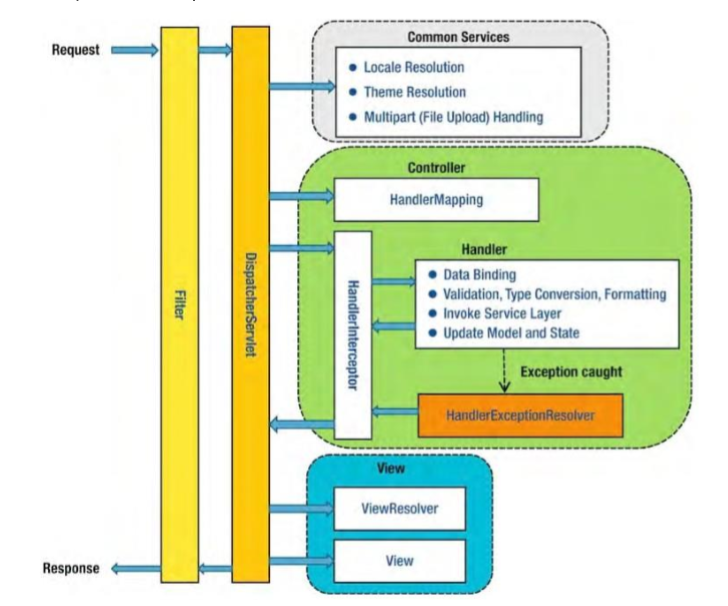 Common Services
Request
• Locale Resolution
• Theme Resolution
• Multipart (File Upload) Handling
Controller
HandlerMapping
Filter
DispatcherServlet
HandlerInterceptor
Handler
• Data Binding
• Validation, Type Conversion, Formatting
• Invoke Service Layer
• Update Model and State
Exception caught
HandlerExceptionResolver
View
ViewResolver
View
Response